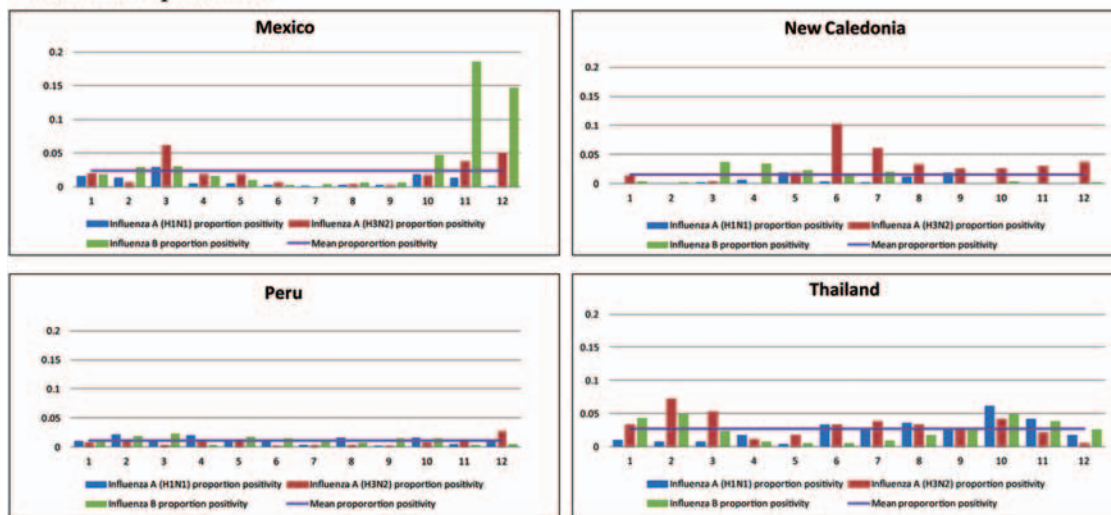 Mexico
0.2
0.15
0.1
0.05
0
1 2 3 4 5 6 7 8 9 10 11 12
Influenza A (H1N1) proportion positivity Influenza A (H3N2) proportion positivity
Influenza B proportion positivity Mean proporortion positivity
New Caledonia
0.2
0.15
0.1
0.05
0
1 2 3 4 5 6 7 8 9 10 11 12
Influenza A (H1N1) proportion positivity Influenza A (H3N2) proportion positivity
Influenza B proportion positivity Mean proporortion positivity
Peru
0.2
0.15
0.1
0.05
0
1 2 3 4 5 6 7 8 9 10 11 12
Influenza A (H1N1) proportion positivity Influenza A (H3N2) proportion positivity
Influenza B proportion positivity Mean proporortion positivity
Thailand
0.2
0.15
0.1
0.05
0
1 2 3 4 5 6 7 8 9 10 11 12
Influenza A (H1N1) proportion positivity Influenza A (H3N2) proportion positivity
Influenza B proportion positivity Mean proporortion positivity